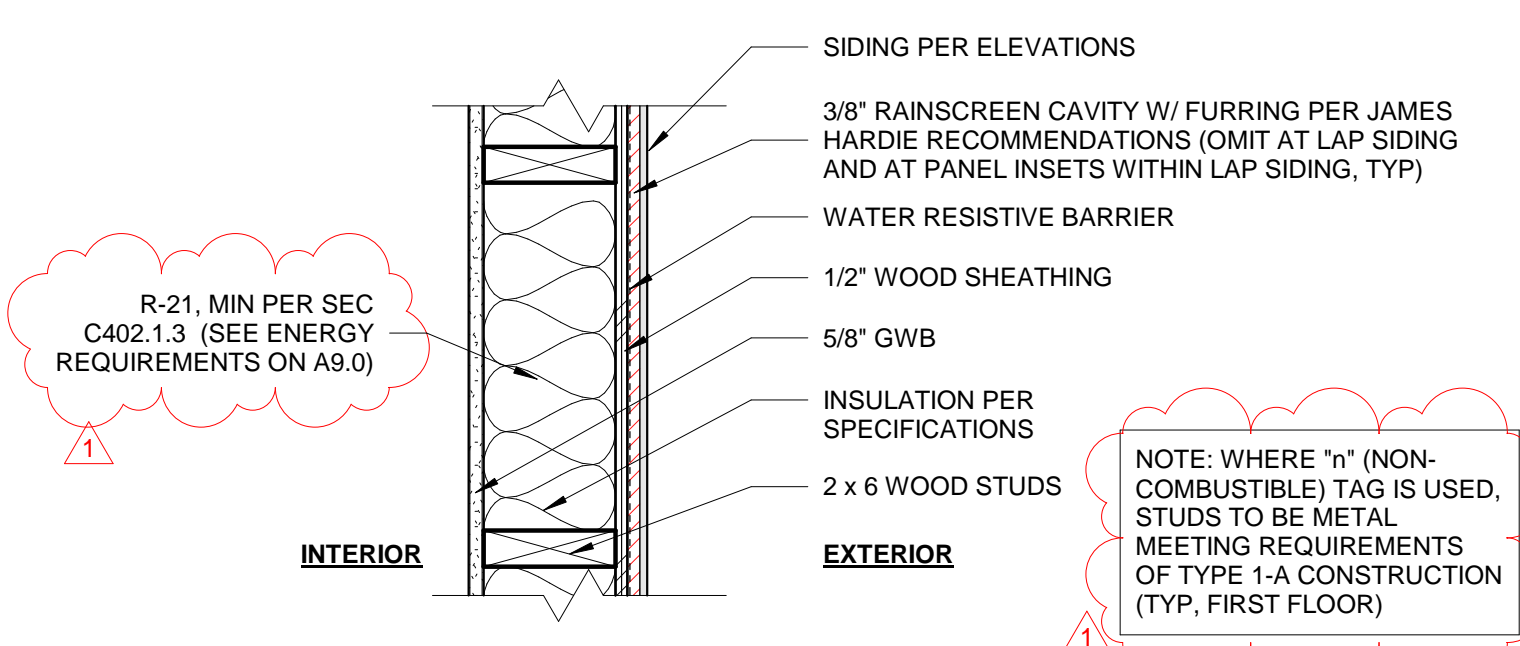 SIDING PER ELEVATIONS
3/8" RAINSCREEN CAVITY W/ FURRING PER JAMES
HARDIE RECOMMENDATIONS (OMIT AT LAP SIDING
AND AT PANEL INSETS WITHIN LAP SIDING, TYP)
WATER RESISTIVE BARRIER
1/2" WOOD SHEATHING
5/8" GWB
INSULATION PER
SPECIFICATIONS
2 x 6 WOOD STUDS
EXTERIOR
INTERIOR
R-21, MIN PER SEC
C402.1.3 (SEE ENERGY
REQUIREMENTS ON A9.0)
1
NOTE: WHERE "n" (NON-
COMBUSTIBLE) TAG IS USED,
STUDS TO BE METAL
MEETING REQUIREMENTS
OF TYPE 1-A CONSTRUCTION
(TYP, FIRST FLOOR)
1